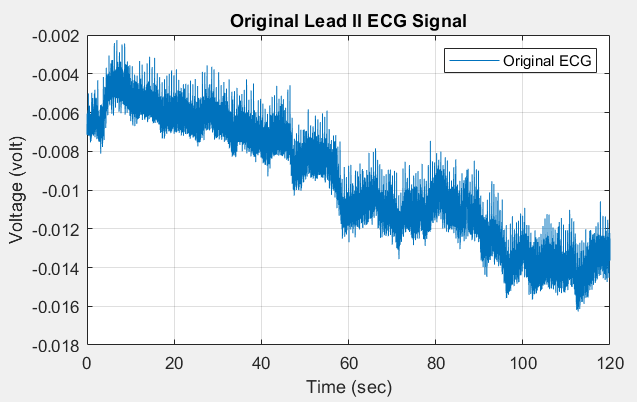 Original Lead II ECG Signal
Original ECG
-0.002
-0.004
-0.006
-0.008
-0.01
-0.012
-0.014
-0.016
-0.018
Voltage (volt)
0 20 40 60 80 100 120
Time (sec)